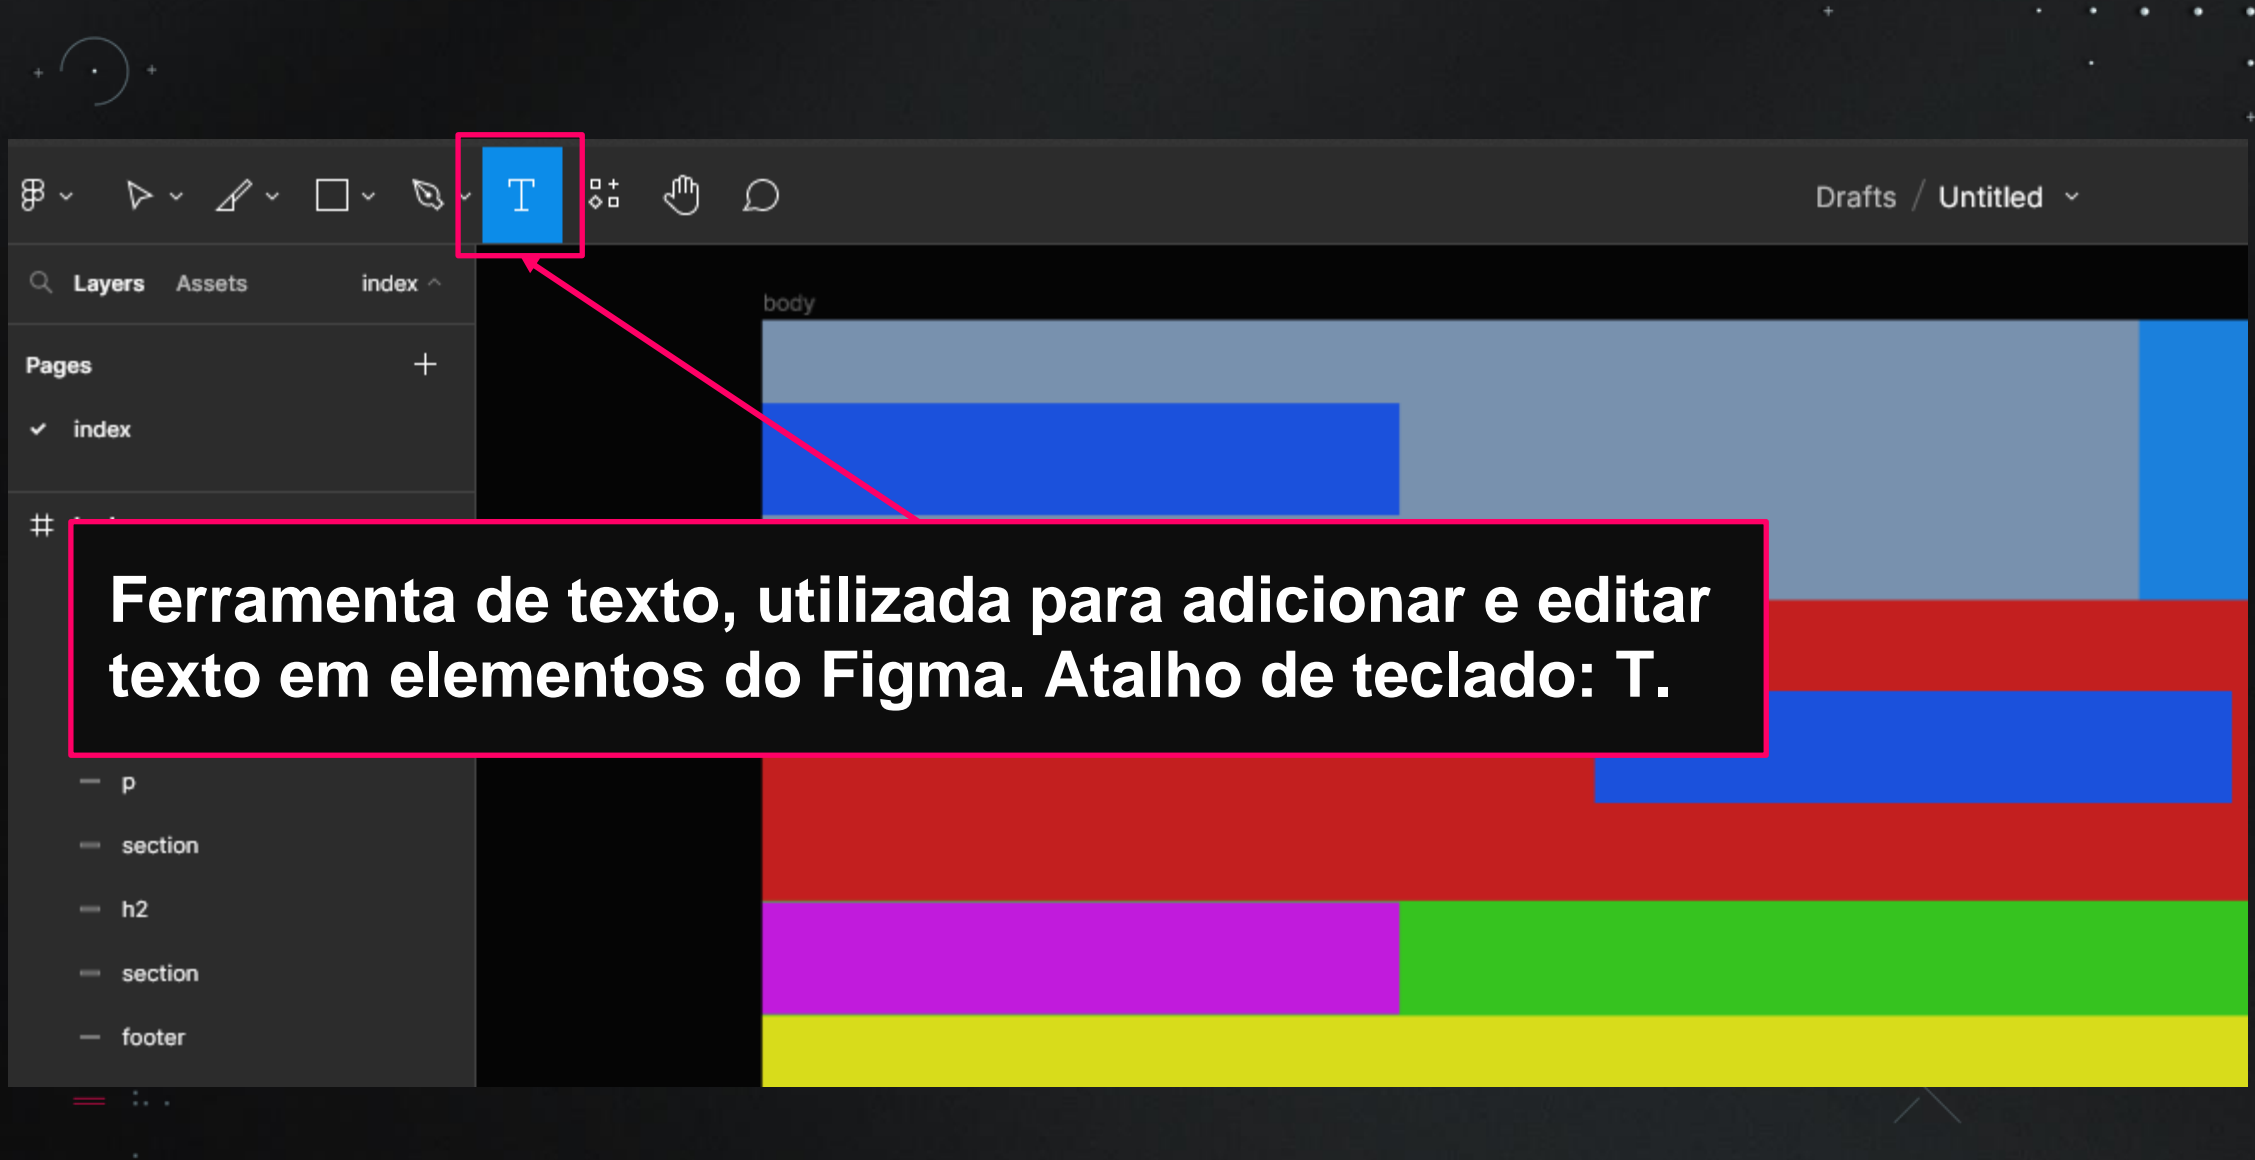 T
Drafts / Untitled
Layers Assets index
body
Pages
index
Ferramenta de texto, utilizada para adicionar e editar
texto em elementos do Figma. Atalho de teclado: T.
p
section
h2
section
footer